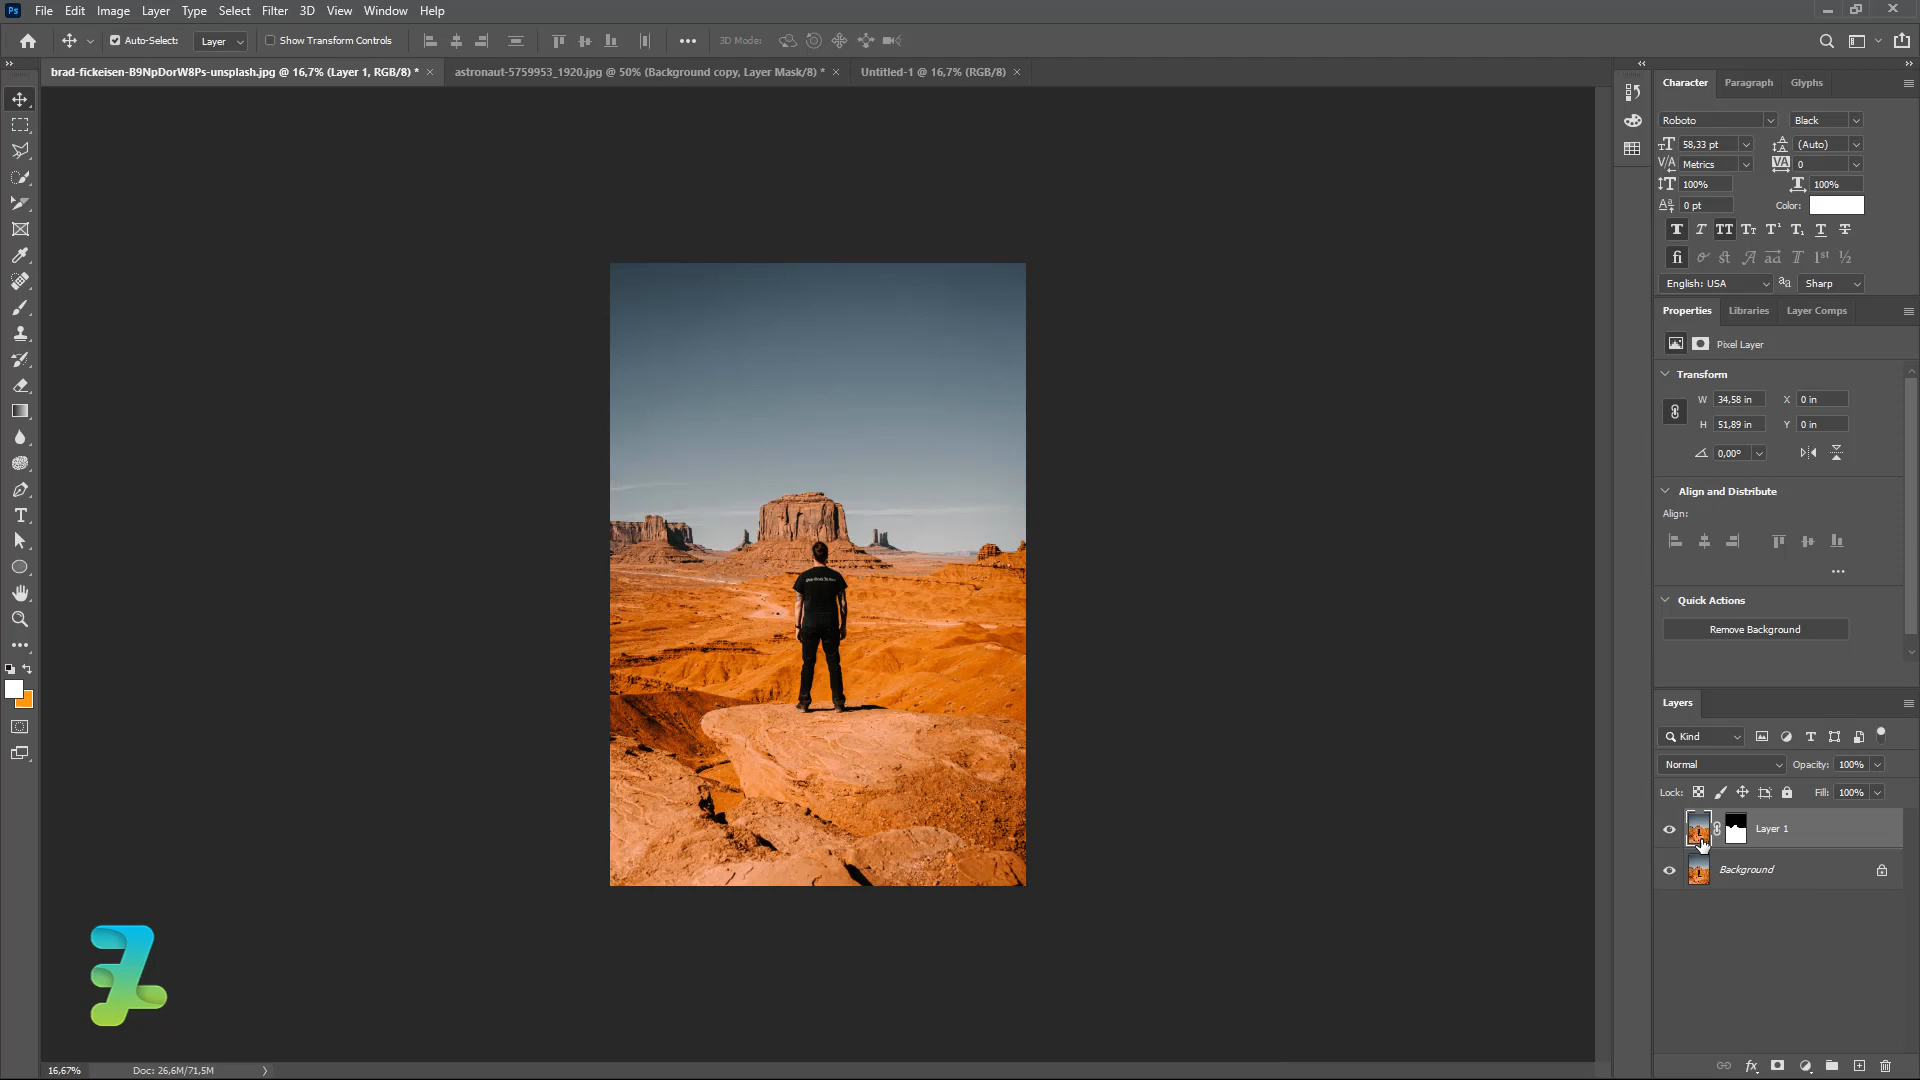 Ps File Edit Image Layer Type Select Filter 3D View Window Help
Auto-Select: Layer Show Transform Controls 3D Mode:
brad-fickeisen-B9NpDorW8Ps-unsplash.jpg @ 16,7% (Layer 1, RGB/8) * astronaut-5759953_1920.jpg @ 50% (Background copy, Layer Mask/8) * Untitled-1 @ 16,7% (RGB/8)
Character Paragraph Glyphs
Roboto Black
58,33 pt (Auto)
Metrics 0
100% 100%
0 pt Color:
English: USA Sharp
Properties Libraries Layer Comps
Pixel Layer
Transform
W 34,58 in X 0 in
H 51,89 in Y 0 in
0,00°
Align and Distribute
Align:
Quick Actions
Remove Background
Layers
Kind
Normal Opacity: 100%
Lock: Fill: 100%
Layer 1
Background
16,67% Doc: 26,6M/71,5M